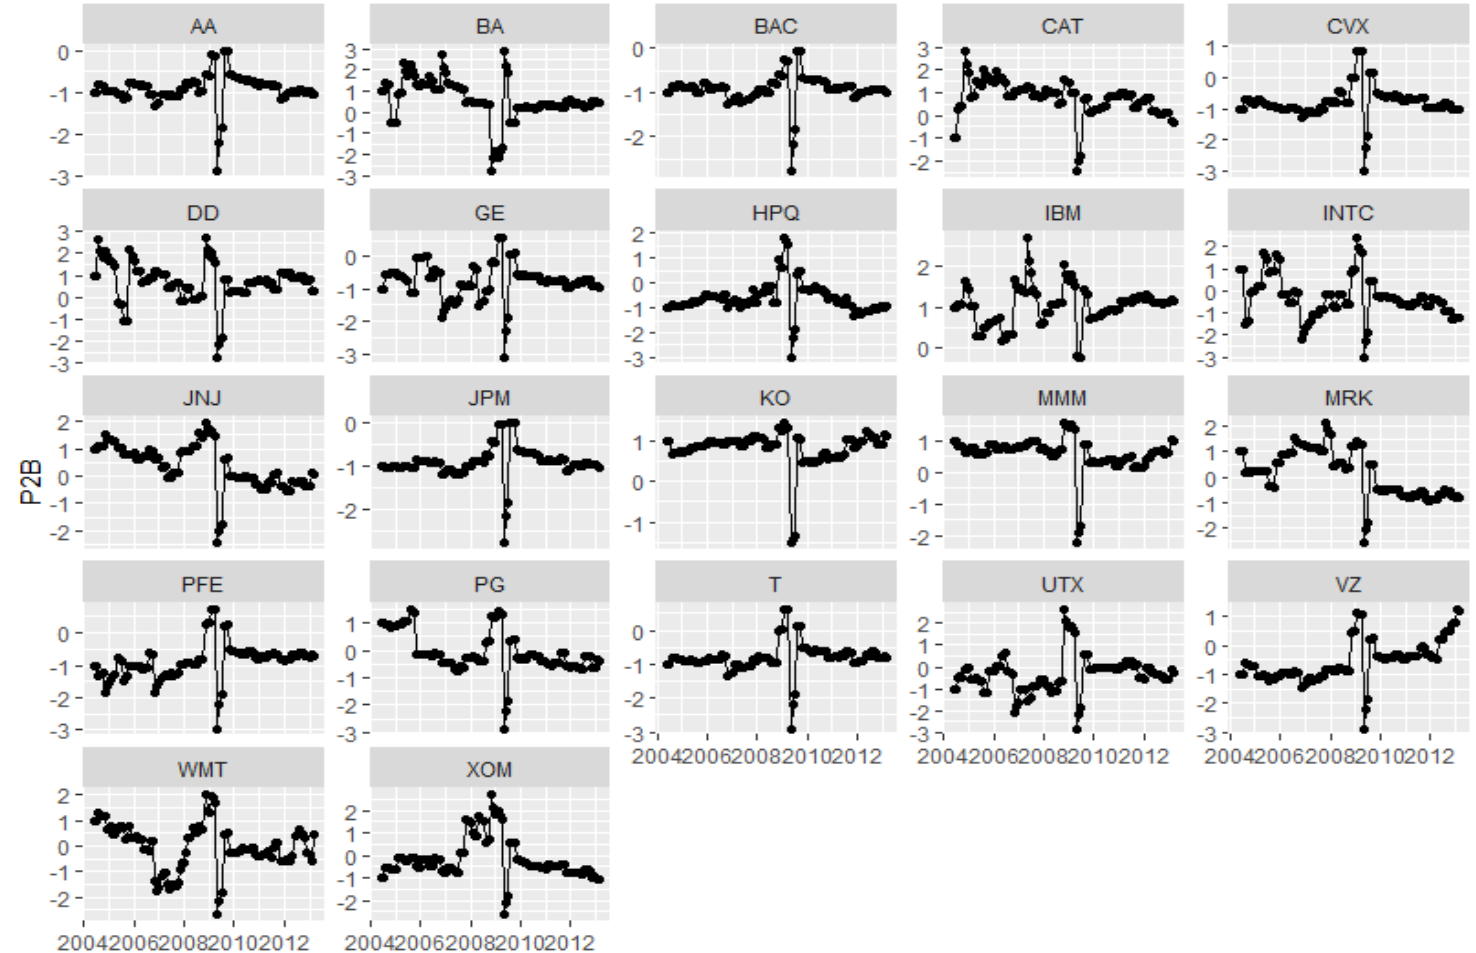 AA BA BAC CAT CVX
0 -1 -2 -3
3 2 1 0 -1 -2 -3
0 -1 -2
3 2 1 0 -1 -2
1 0 -1 -2 -3
DD GE HPQ IBM INTC
3 2 1 0 -1 -2 -3
0 -1 -2 -3
2 1 0 -1 -2 -3
2 1 0
2 1 0 -1 -2 -3
JNJ JPM KO MMM MRK
2 1 0 -1 -2
0 -1 -2
1 0 -1
1 0 -1 -2
2 1 0 -1 -2
P2B
PFE PG T UTX VZ
0 -1 -2 -3
1 0 -1 -2 -3
0 -1 -2 -3
2 1 0 -1 -2 -3
1 0 -1 -2 -3
2004 2006 2008 2010 2012
2004 2006 2008 2010 2012
2004 2006 2008 2010 2012
WMT XOM
2 1 0 -1 -2
2 1 0 -1 -2
2004 2006 2008 2010 2012
2004 2006 2008 2010 2012